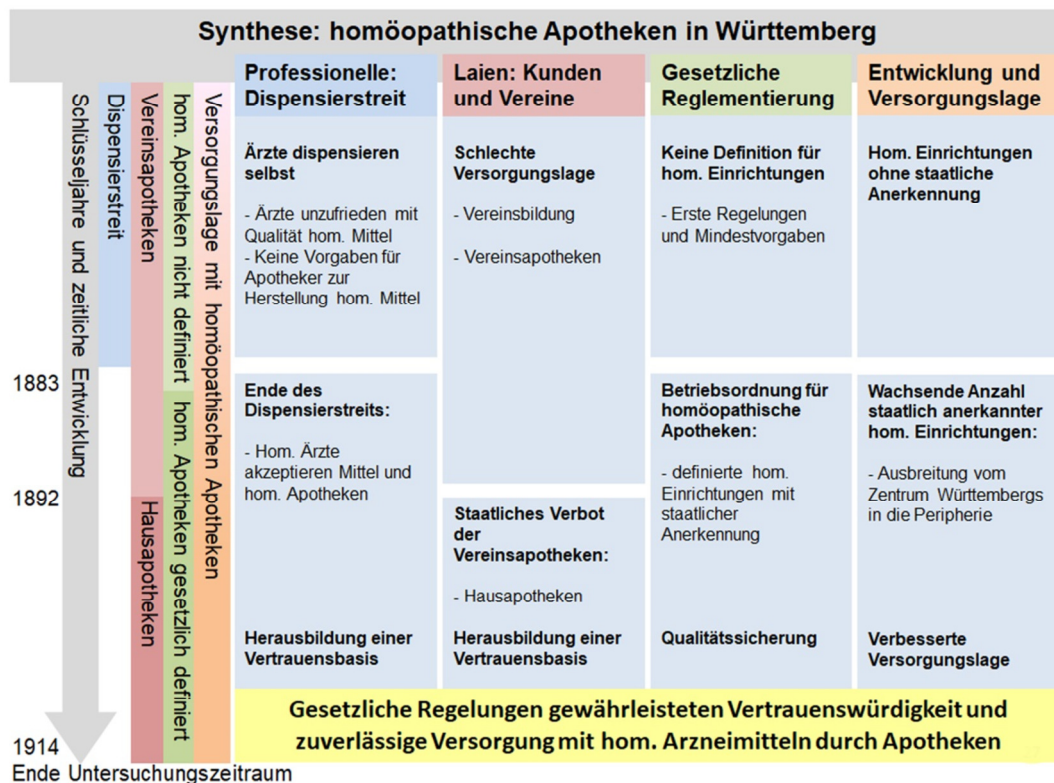 Synthese: homöopathische Apotheken in Württemberg
Schlüsseljahre und zeitliche Entwicklung
Dispensierstreit
Vereinsapotheken
Hausapotheken
hom. Apotheken nicht definiert
hom. Apotheken gesetzlich definiert
Versorgungslage mit homöopathischen Apotheken
1883
1892
1914
Ende Untersuchungszeitraum
Professionelle:
Dispensierstreit
Ärzte dispensieren
selbst
- Ärzte unzufrieden mit
Qualität hom. Mittel
- Keine Vorgaben für
Apotheker zur
Herstellung hom. Mittel
Ende des
Dispensierstreits:
- Hom. Ärzte
akzeptieren Mittel und
hom. Apotheken
Herausbildung einer
Vertrauensbasis
Laien: Kunden
und Vereine
Schlechte
Versorgungslage
- Vereinsbildung
- Vereinsapotheken
Staatliches Verbot
der
Vereinsapotheken:
- Hausapotheken
Herausbildung einer
Vertrauensbasis
Gesetzliche
Reglementierung
Keine Definition für
hom. Einrichtungen
- Erste Regelungen
und Mindestvorgaben
Betriebsordnung für
homöopathische
Apotheken:
- definierte hom.
Einrichtungen mit
staatlicher
Anerkennung
Qualitätssicherung
Entwicklung und
Versorgungslage
Hom. Einrichtungen
ohne staatliche
Anerkennung
Wachsende Anzahl
staatlich anerkannter
hom. Einrichtungen:
- Ausbreitung vom
Zentrum Württembergs
in die Peripherie
Verbesserte
Versorgungslage
Gesetzliche Regelungen gewährleisteten Vertrauenswürdigkeit und
zuverlässige Versorgung mit hom. Arzneimitteln durch Apotheken